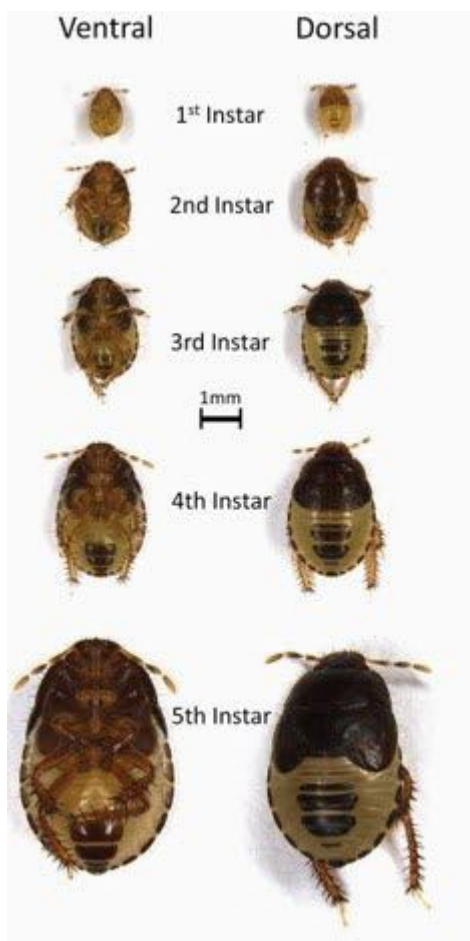 Ventral Dorsal
1st Instar
2nd Instar
3rd Instar
1mm
4th Instar
5th Instar